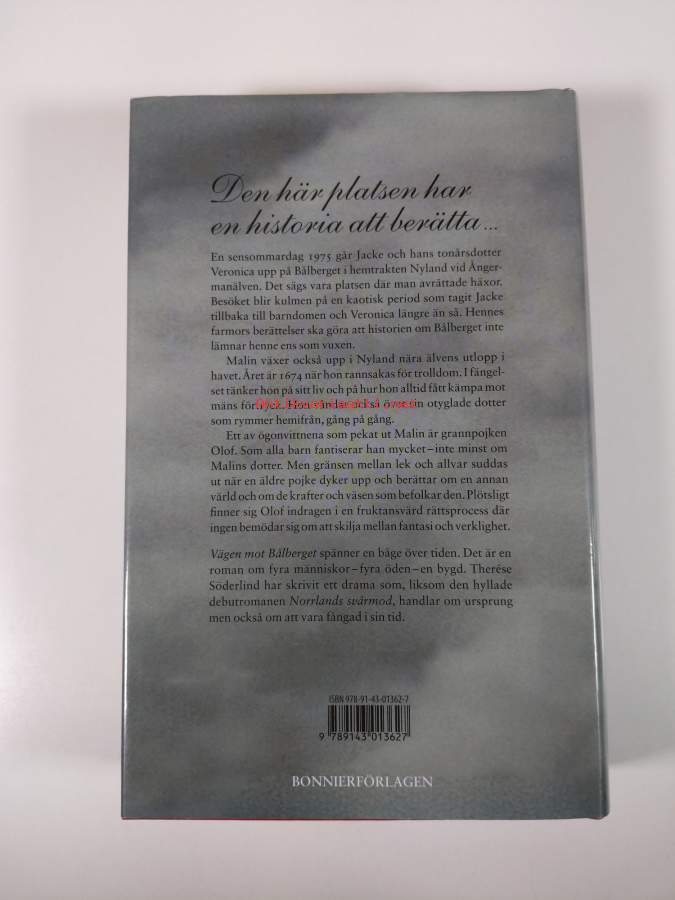 Den här platsen har
en historia att berätta...
En sensommardag 1975 går Jacke och hans tonårsdotter
Veronica upp på Bålberget i hemtrakten Nyland vid Ånger-
manälven. Det sägs vara platsen där man avrättade häxor.
Besöket blir kulmen på en kaotisk period som tagit Jacke
tillbaka till barndomen och Veronica längre än så. Hennes
farmors berättelser ska göra att historien om Bålberget inte
lämnar henne ens som vuxen.
Malin växer också upp i Nyland nära älvens utlopp i
havet. Året är 1674 när hon rannsakas för trolldom. I fängel-
set tänker hon på sitt liv och på hur hon alltid fått kämpa mot
mäns förtryck. Hon också över sin otyglade dotter
som rymmer hemifrån, gång på gång.
Ett av ögonvittnena som pekat ut Malin är grannpojken
Olof. Som alla barn fantiserar han mycket – inte minst om
Malins dotter. Men gränsen mellan lek och allvar suddas
ut när en äldre pojke dyker upp och berättar om en annan
värld och om de krafter och väsen som befolkar den. Plötsligt
finner sig Olof indragen i en fruktansvärd rättsprocess där
ingen bemödar sig om att skilja mellan fantasi och verklighet.
Vägen mot Bålberget spänner en båge över tiden. Det är en
roman om fyra människor – fyra öden – en bygd. Therése
Söderlind har skrivit ett drama som, liksom den hyllade
debutromanen Norrlands svårmod, handlar om ursprung
men också om att vara fångad i sin tid.
ISBN 978-91-43-01362-7
9 789143 013627
BONNIERFÖRLAGEN